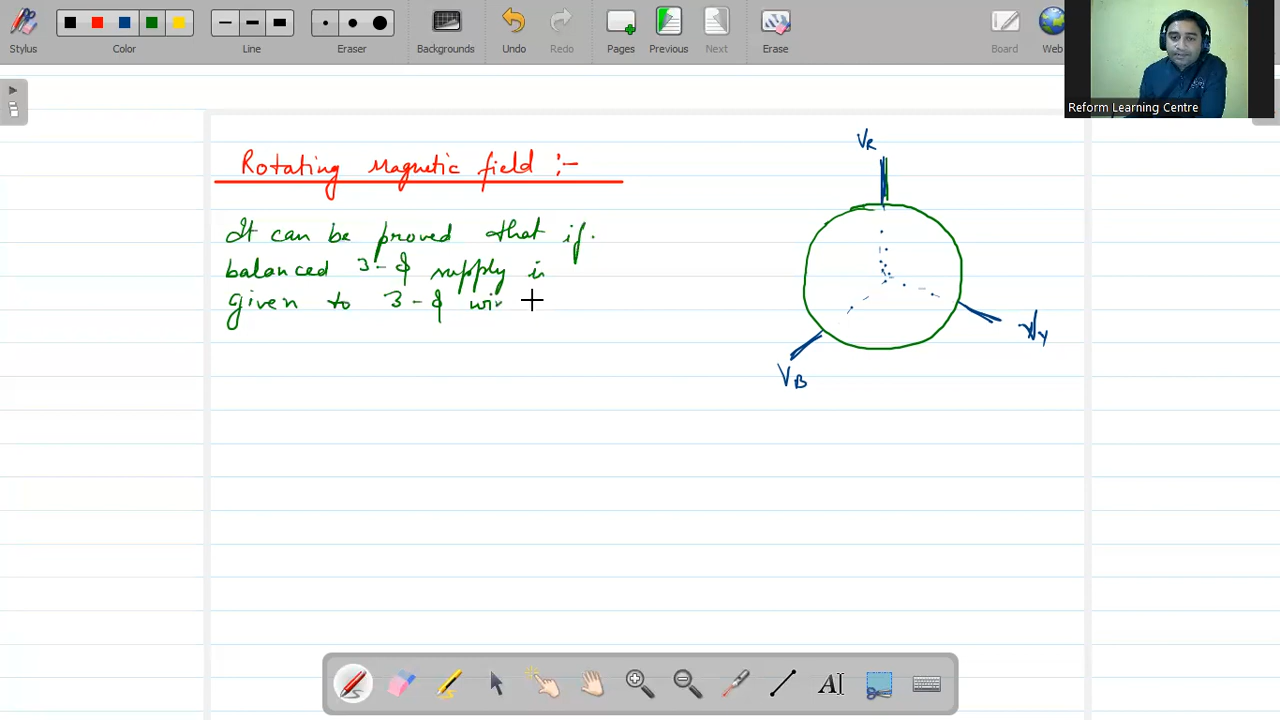 Stylus
Color
Line
Eraser
Backgrounds
Undo
Redo
Pages
Previous
Next
Erase
Board
Web
Reform Learning Centre
Rotating Magnetic field :-
It can be proved that if.
balanced 3-ϕ supply is
given to 3-ϕ win
VR
VY
VB